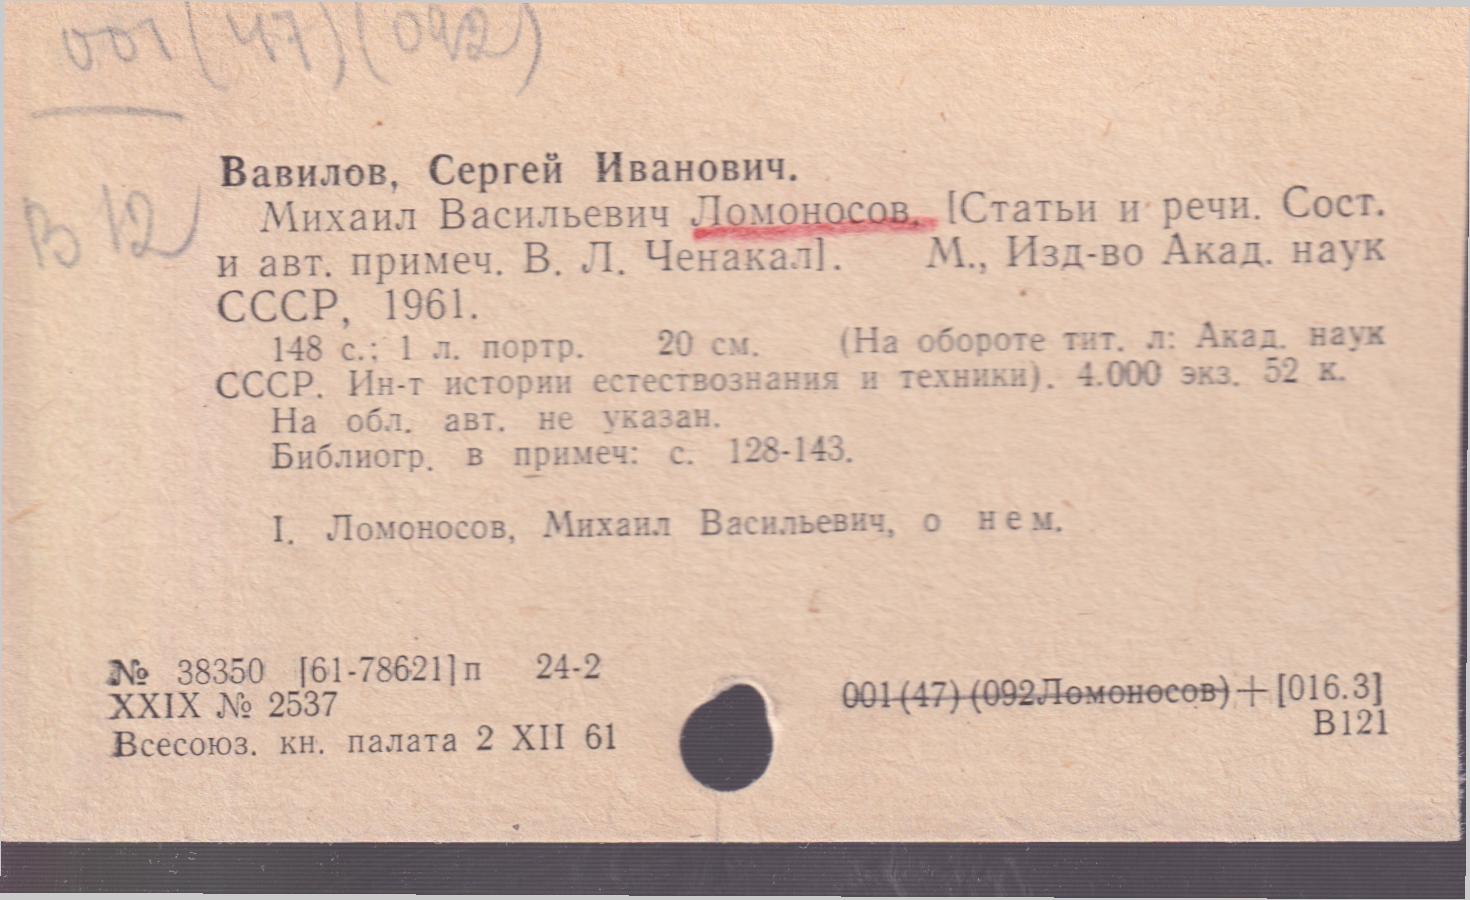 001(47)(092)
В 12
Вавилов, Сергей Иванович.
Михаил Васильевич Ломоносов. [Статьи и речи. Сост.
и авт. примеч. В. Л. Ченакал]. М., Изд-во Акад. наук
СССР, 1961.
148 с.; 1 л. портр. 20 см. (На обороте тит. л: Акад. наук
СССР. Ин-т истории естествознания и техники). 4.000 экз. 52 к.
На обл. авт. не указан.
Библиогр. в примеч: с. 128-143.
I. Ломоносов, Михаил Васильевич, о нем.
№ 38350 [61-78621] п 24-2
XXIX № 2537
Всесоюз. кн. палата 2 XII 61
001(47)(092Ломоносов)+[016.3]
В121